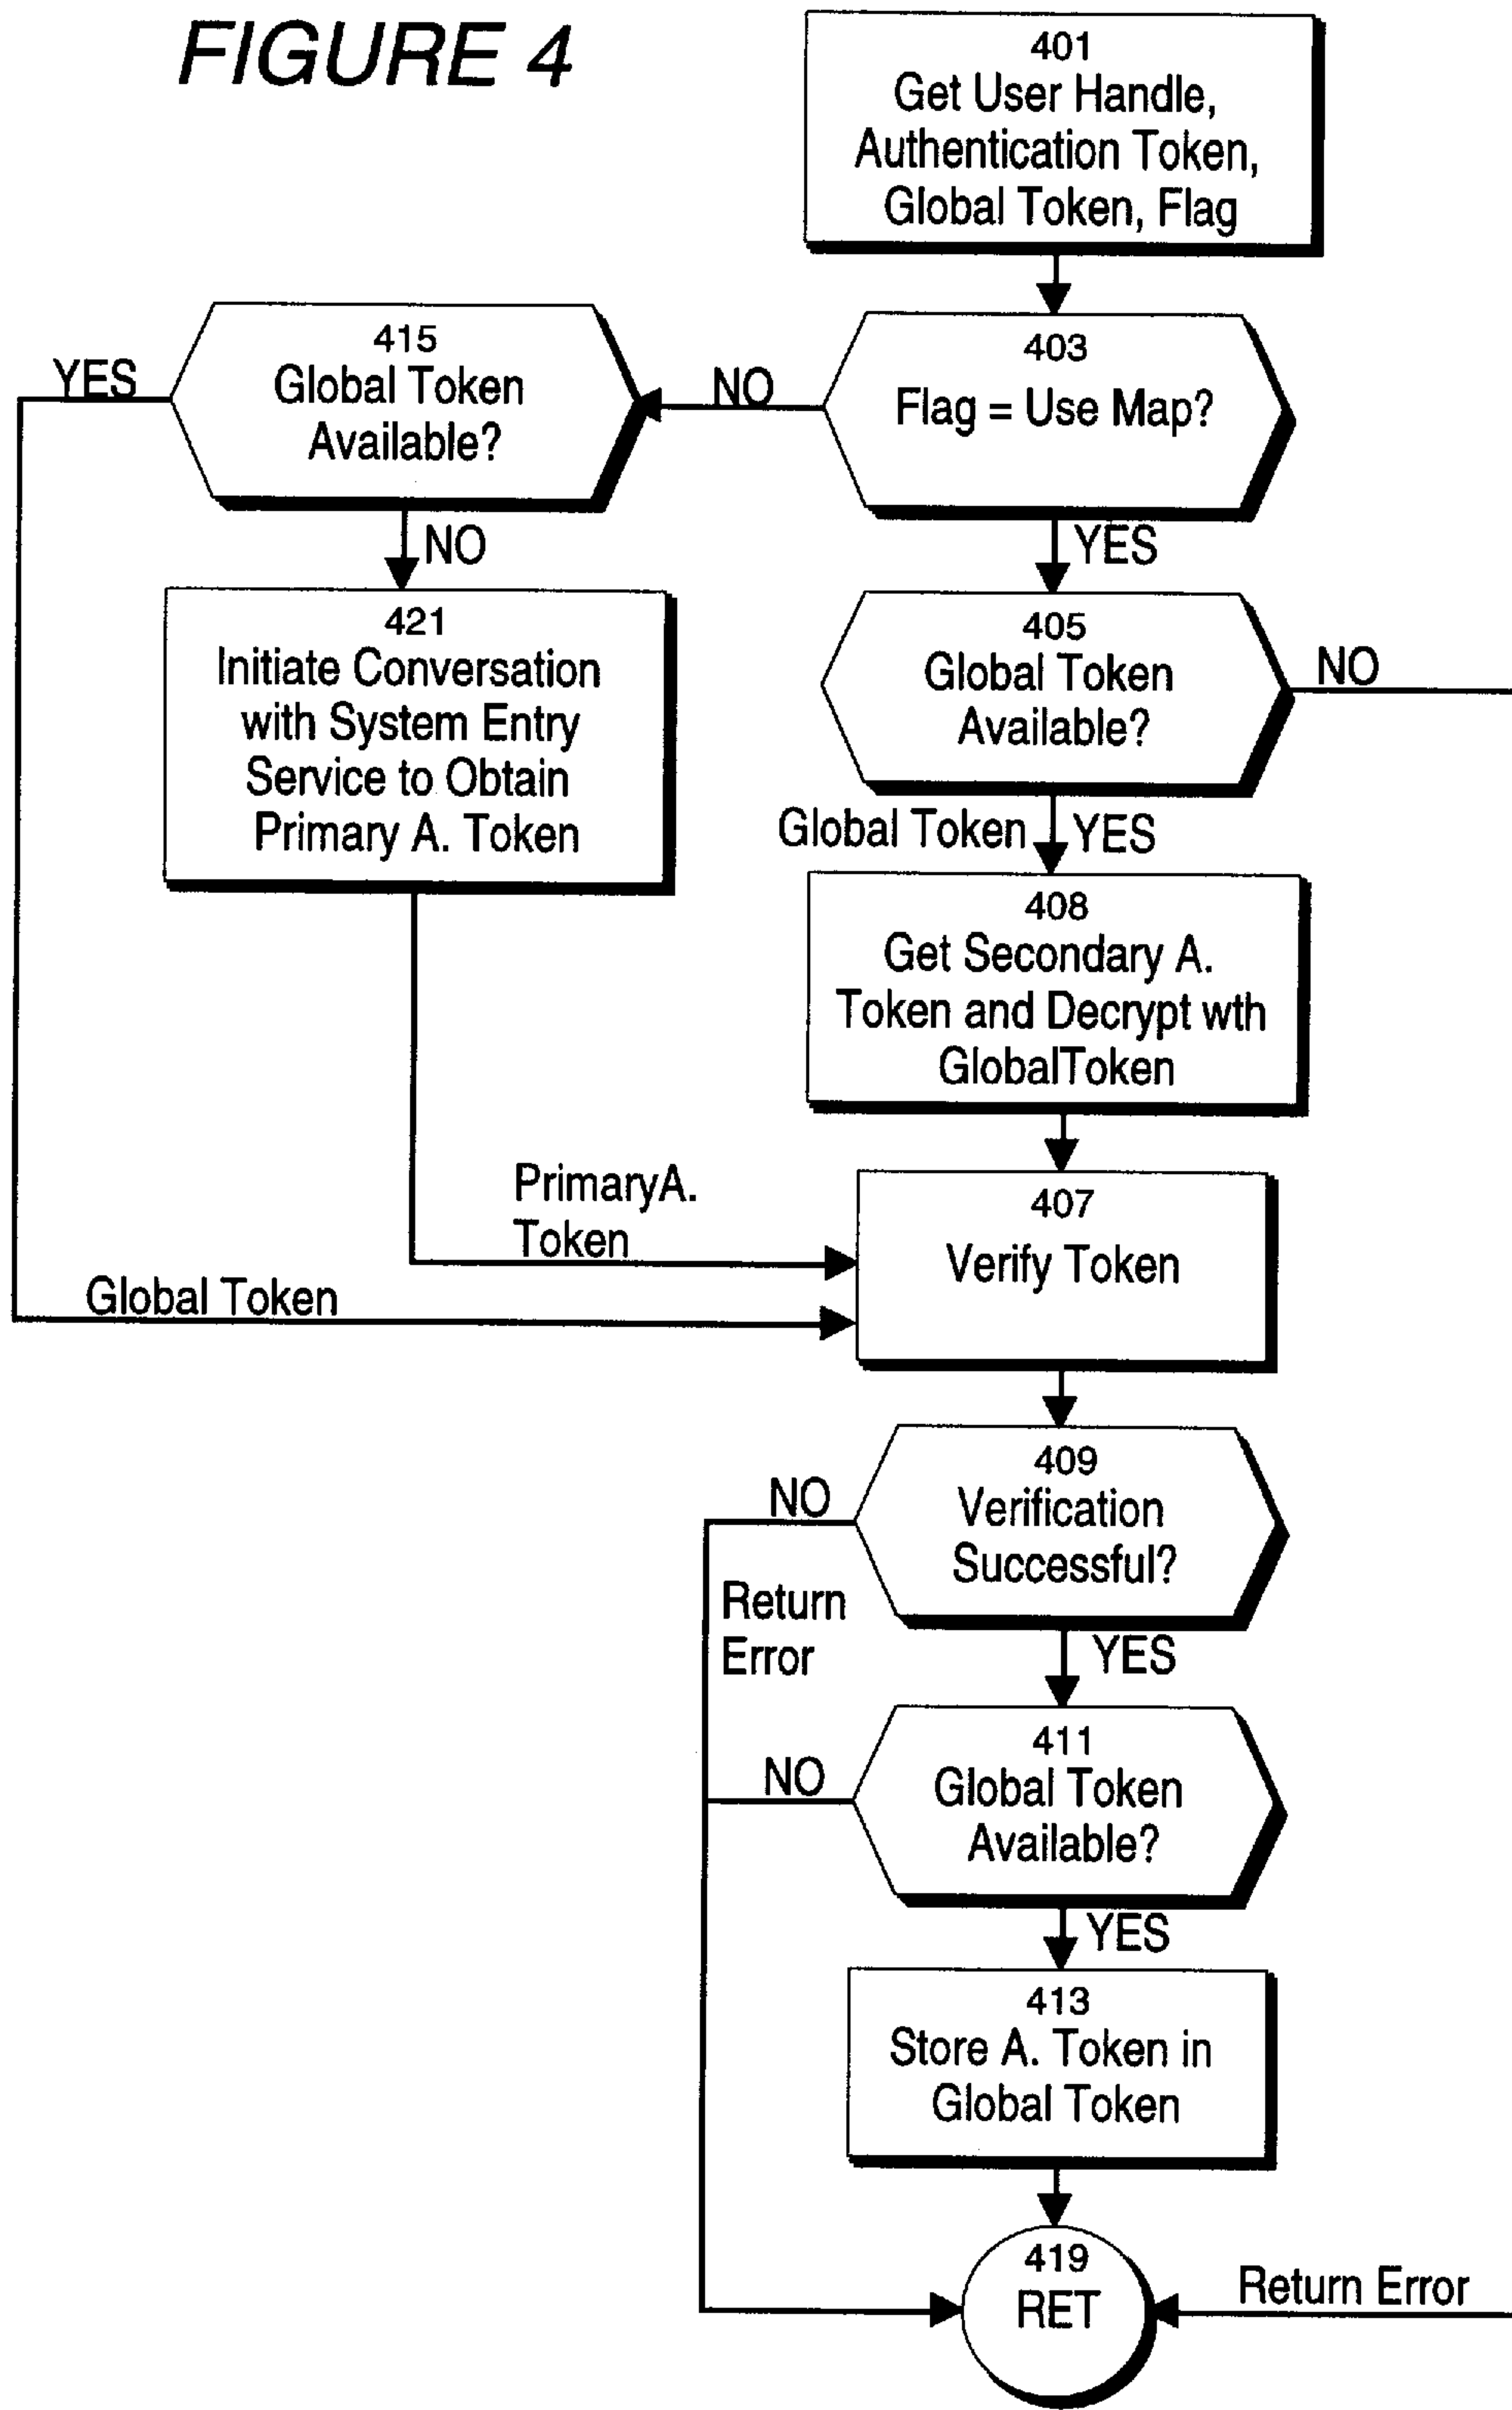 FIGURE 4
401
Get User Handle,
Authentication Token,
Global Token, Flag
403
Flag = Use Map?
NO
YES
415
Global Token
Available?
YES
NO
421
Initiate Conversation
with System Entry
Service to Obtain
Primary A. Token
405
Global Token
Available?
NO
Global Token
YES
408
Get Secondary A.
Token and Decrypt wth
GlobalToken
PrimaryA.
Token
Global Token
407
Verify Token
409
Verification
Successful?
NO
Return
Error
YES
411
Global Token
Available?
NO
YES
413
Store A. Token in
Global Token
419
RET
Return Error